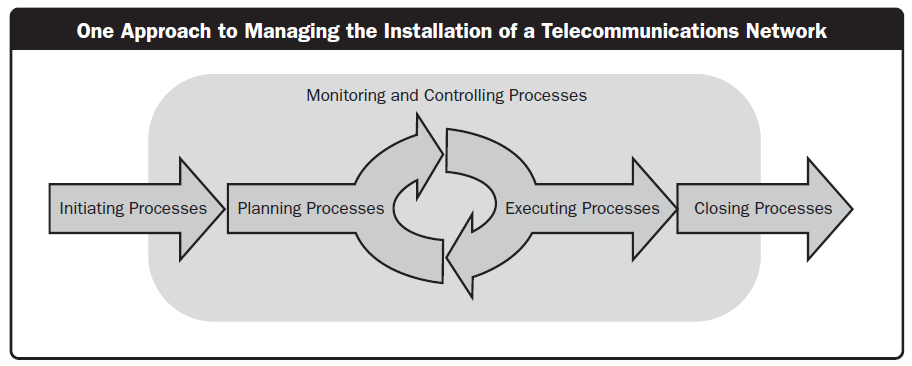 One Approach to Managing the Installation of a Telecommunications Network
Monitoring and Controlling Processes
Initiating Processes
Planning Processes
Executing Processes
Closing Processes